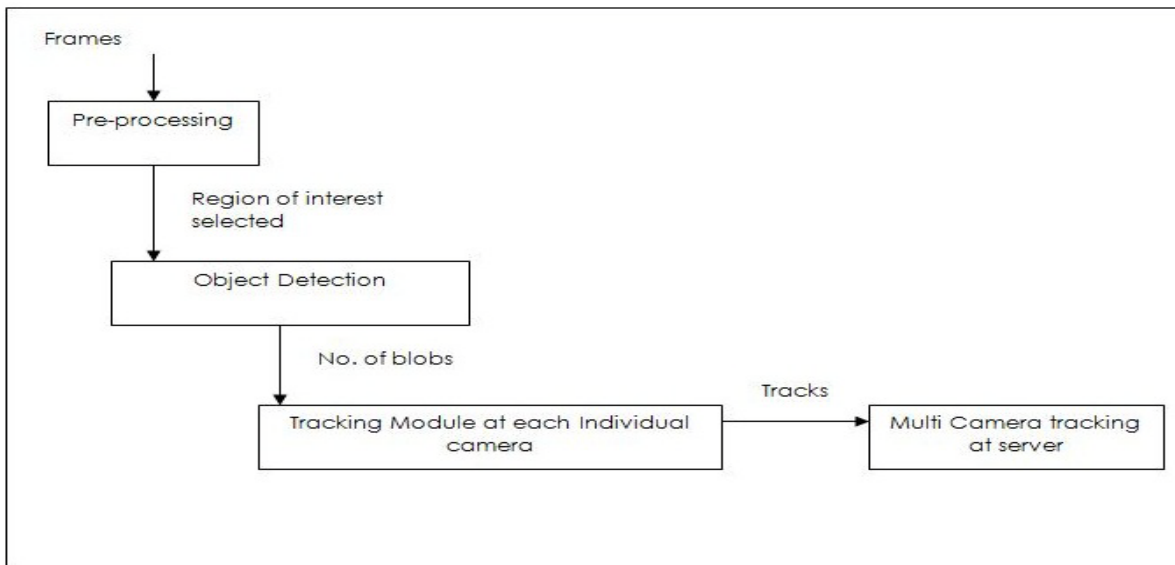 Frames
Pre-processing
Region of interest
selected
Object Detection
No. of blobs
Tracks
Tracking Module at each Individual
camera
Multi Camera tracking
at server